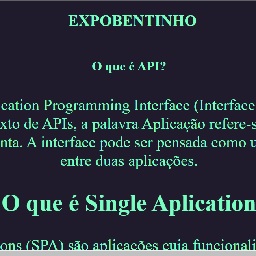 EXPOBENTINHO
O que é API?
cation Programming Interface (Interface
xto de APIs, a palavra Aplicação refere-s
nta. A interface pode ser pensada como u
entre duas aplicações.
O que é Single Aplication
ons (SPA) são aplicações cuja funcionali